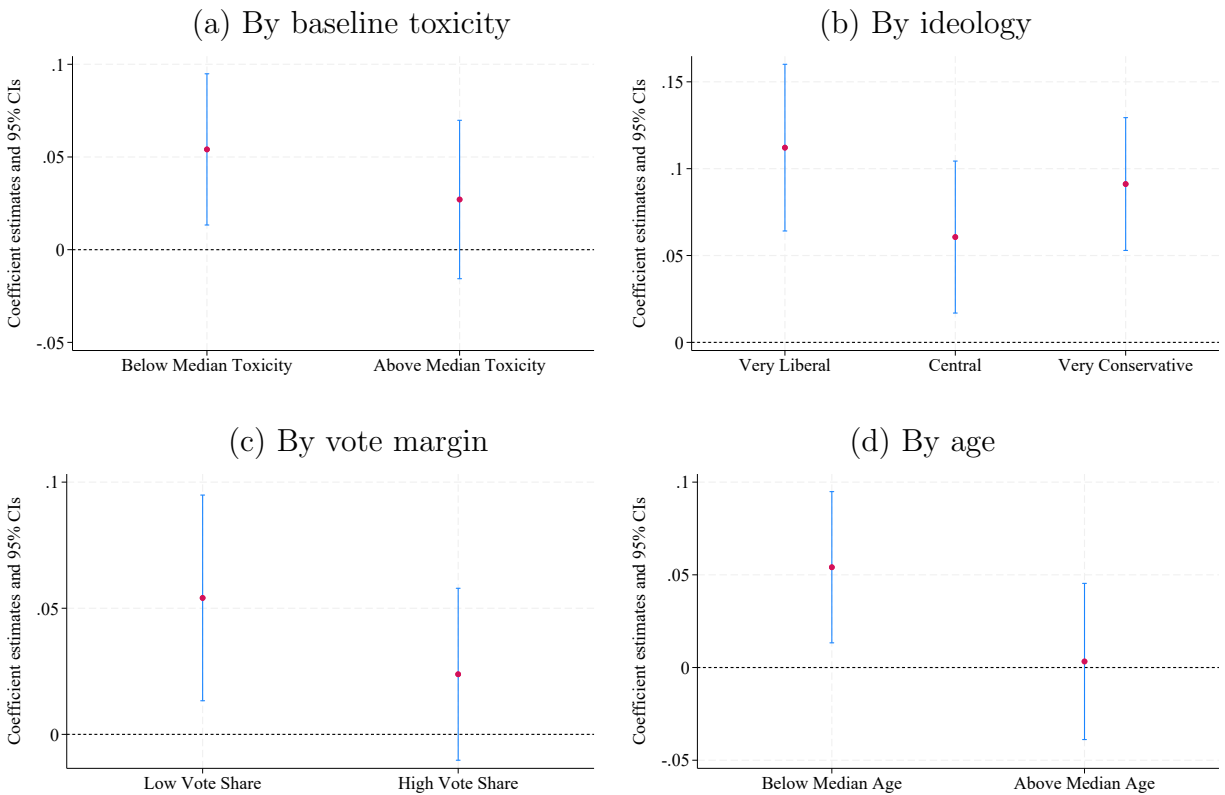 (a) By baseline toxicity
Coefficient estimates and 95% CIs
.1
.05
0
-.05
Below Median Toxicity
Above Median Toxicity
(b) By ideology
Coefficient estimates and 95% CIs
.15
.1
.05
0
Very Liberal
Central
Very Conservative
(c) By vote margin
Coefficient estimates and 95% CIs
.1
.05
0
Low Vote Share
High Vote Share
(d) By age
Coefficient estimates and 95% CIs
.1
.05
0
-.05
Below Median Age
Above Median Age